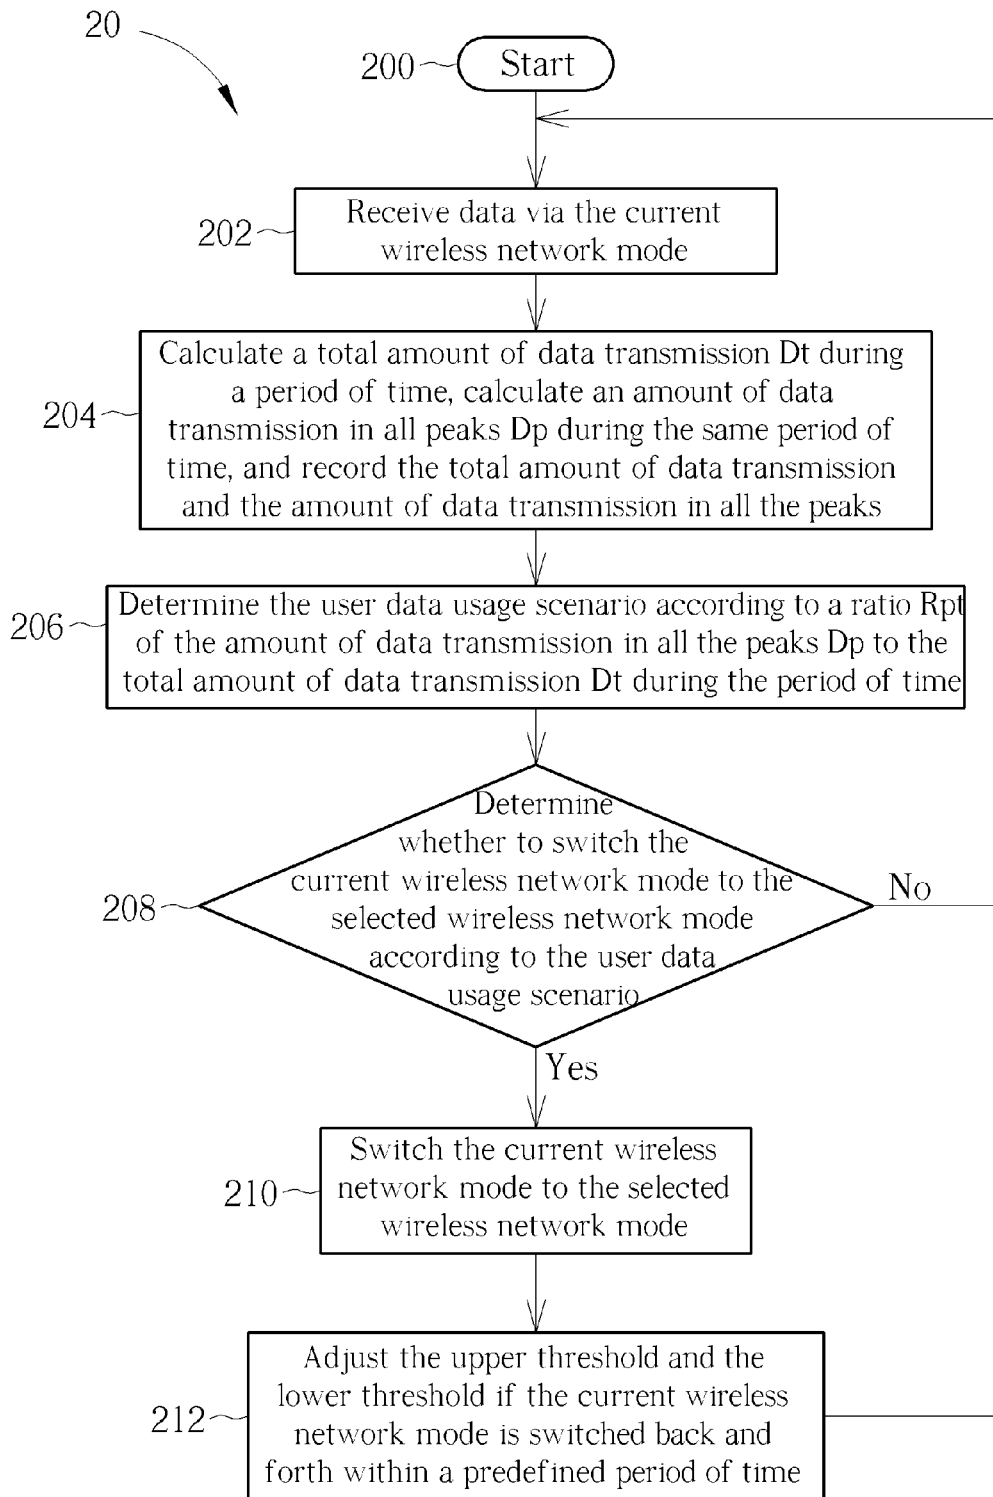 20
200
Start
202
Receive data via the current
wireless network mode
204
Calculate a total amount of data transmission Dt during
a period of time, calculate an amount of data
transmission in all peaks Dp during the same period of
time, and record the total amount of data transmission
and the amount of data transmission in all the peaks
206
Determine the user data usage scenario according to a ratio Rpt
of the amount of data transmission in all the peaks Dp to the
total amount of data transmission Dt during the period of time
208
Determine
whether to switch the
current wireless network mode to the
selected wireless network mode
according to the user data
usage scenario
No
Yes
210
Switch the current wireless
network mode to the selected
wireless network mode
212
Adjust the upper threshold and the
lower threshold if the current wireless
network mode is switched back and
forth within a predefined period of time